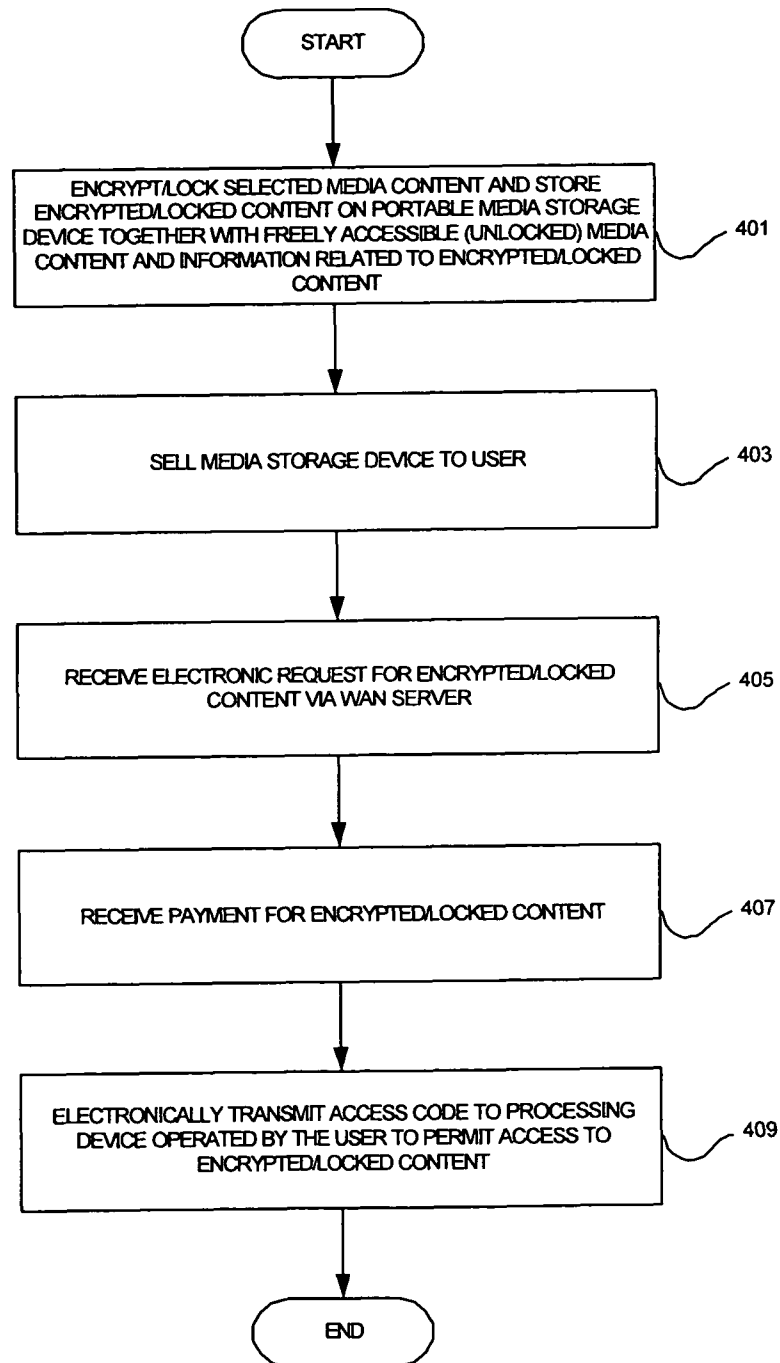 START
ENCRYPT/LOCK SELECTED MEDIA CONTENT AND STORE
ENCRYPTED/LOCKED CONTENT ON PORTABLE MEDIA STORAGE
DEVICE TOGETHER WITH FREELY ACCESSIBLE (UNLOCKED) MEDIA
CONTENT AND INFORMATION RELATED TO ENCRYPTED/LOCKED
CONTENT
401
SELL MEDIA STORAGE DEVICE TO USER
403
RECEIVE ELECTRONIC REQUEST FOR ENCRYPTED/LOCKED
CONTENT VIA WAN SERVER
405
RECEIVE PAYMENT FOR ENCRYPTED/LOCKED CONTENT
407
ELECTRONICALLY TRANSMIT ACCESS CODE TO PROCESSING
DEVICE OPERATED BY THE USER TO PERMIT ACCESS TO
ENCRYPTED/LOCKED CONTENT
409
END